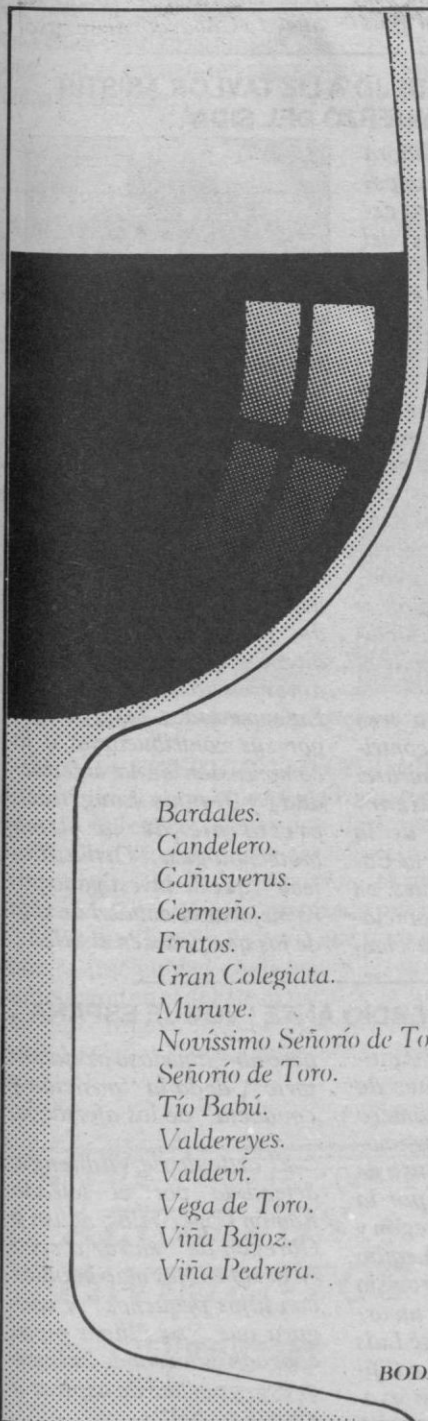 Bardales.
Candelero.
Cañusverus.
Cermeño.
Frutos.
Gran Colegiata.
Muruve.
Novíssimo Señorío de To
Señorío de Toro.
Tío Babú.
Valdereyes.
Valdeví.
Vega de Toro.
Viña Bajoz.
Viña Pedrera.
BOD